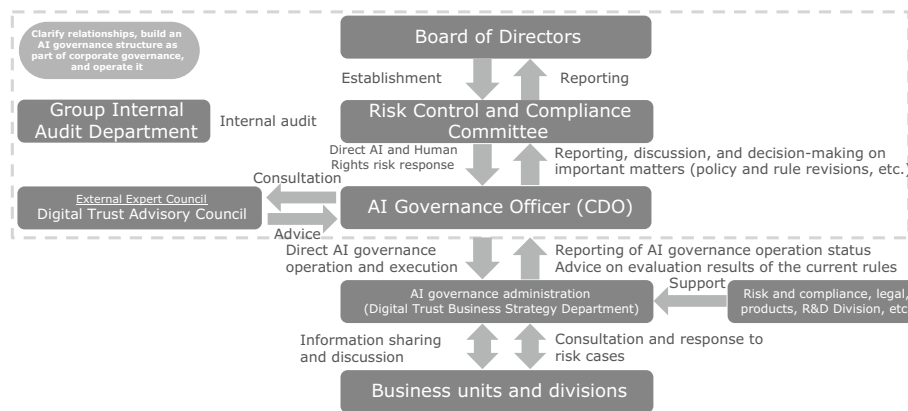 Clarify relationships, build an
AI governance structure as
part of corporate governance,
and operate it
Board of Directors
Establishment
Reporting
Group Internal
Audit Department
Internal audit
Risk Control and Compliance
Committee
Direct AI and Human
Rights risk response
Reporting, discussion, and decision-making on
important matters (policy and rule revisions, etc.)
Consultation
External Expert Council
Digital Trust Advisory Council
Advice
AI Governance Officer (CDO)
Direct AI governance
operation and execution
Reporting of AI governance operation status
Advice on evaluation results of the current rules
Support
AI governance administration
(Digital Trust Business Strategy Department)
Risk and compliance, legal,
products, R&D Division, etc
Information sharing
and discussion
Consultation and response to
risk cases
Business units and divisions